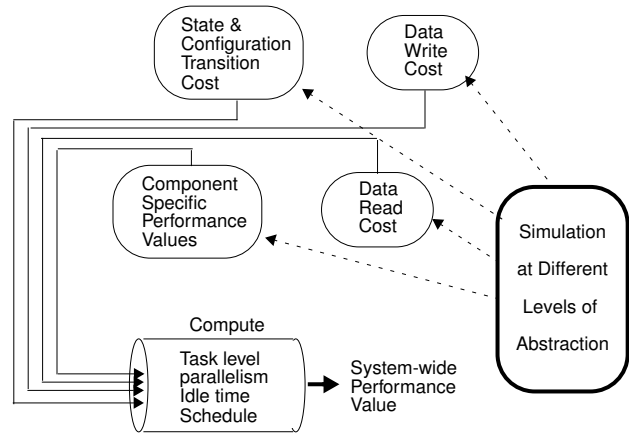 State &
Configuration
Transition
Cost
Data
Write
Cost
Component
Specific
Performance
Values
Data
Read
Cost
Simulation
at Different
Levels of
Abstraction
Compute
Task level
parallelism
Idle time
Schedule
System-wide
Performance
Value